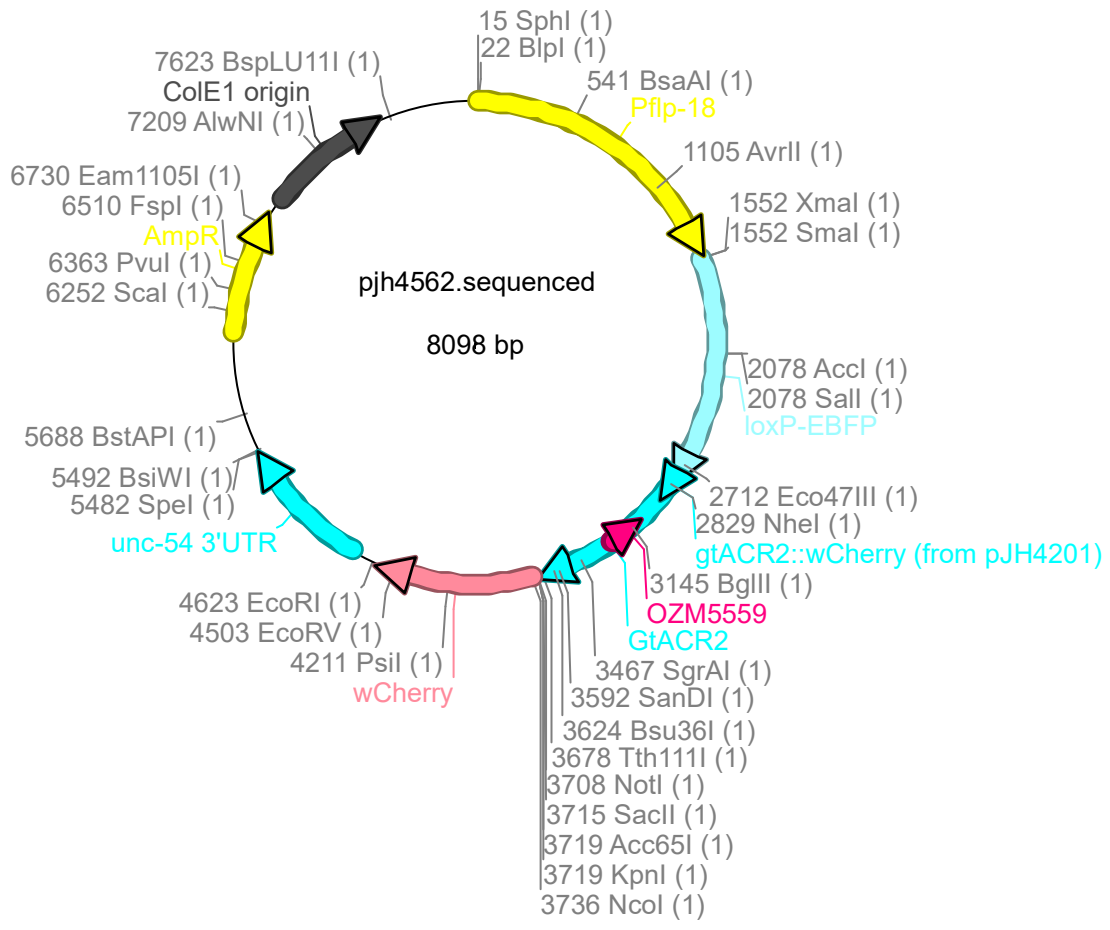 15 SphI (1)
22 BlpI (1)
541 BsaAI (1)
Pflp-18
1105 AvrII (1)
1552 XmaI (1)
1552 SmaI (1)
2078 AccI (1)
2078 SalI (1)
loxP-EBFP
2712 Eco47III (1)
2829 NheI (1)
gtACR2::wCherry (from pJH4201)
3145 BglII (1)
OZM5559
GtACR2
3467 SgrAI (1)
3592 SanDI (1)
3624 Bsu36I (1)
3678 Tth111I (1)
3708 NotI (1)
3715 SacII (1)
3719 Acc65I (1)
3719 KpnI (1)
3736 NcoI (1)
wCherry
4211 PsiI (1)
4503 EcoRV (1)
4623 EcoRI (1)
unc-54 3'UTR
5482 SpeI (1)
5492 BsiWI (1)
5688 BstAPI (1)
6252 ScaI (1)
6363 PvuI (1)
AmpR
6510 FspI (1)
6730 Eam1105I (1)
7209 AlwNI (1)
ColE1 origin
7623 BspLU11I (1)
pjh4562.sequenced
8098 bp